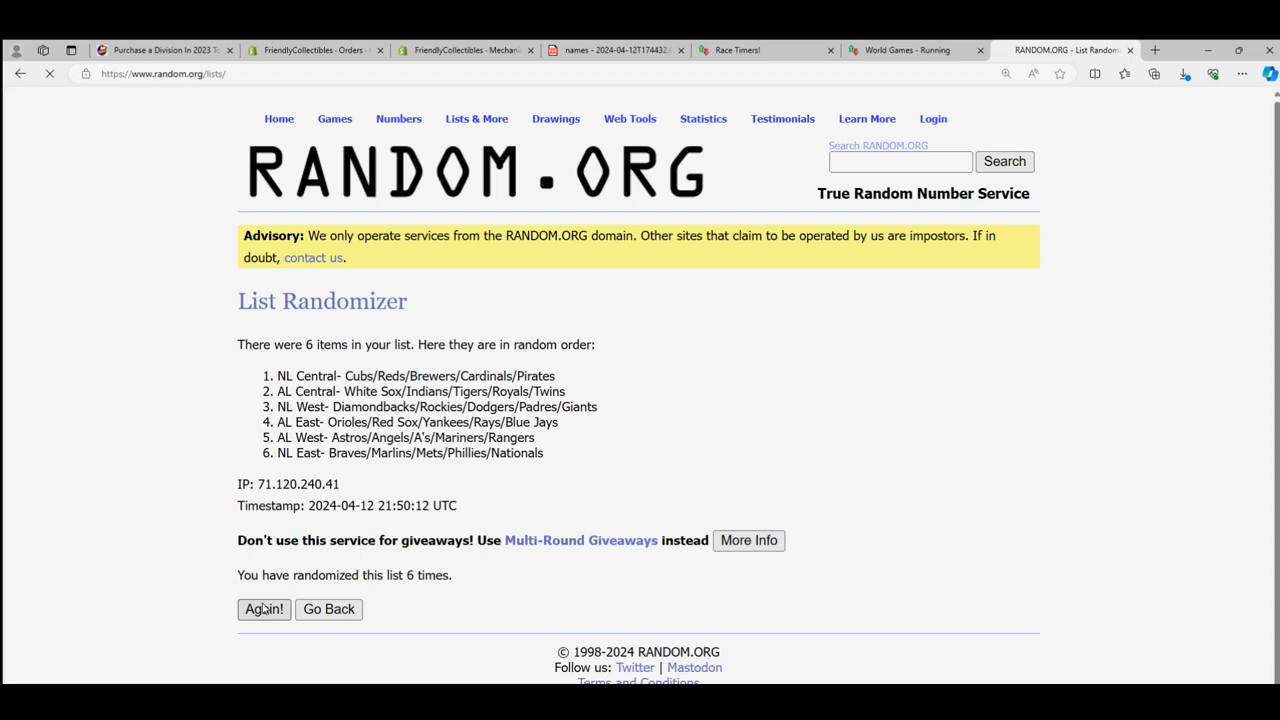 Purchase a Division In 2023 To
FriendlyCollectibles - Orders -
FriendlyCollectibles - Mechani
names - 2024-04-12T174432.
Race Timers!
World Games - Running
RANDOM.ORG - List Random
https://www.random.org/lists/
Home Games Numbers Lists & More Drawings Web Tools Statistics Testimonials Learn More Login
RANDOM.ORG
Search RANDOM.ORG
Search
True Random Number Service
Advisory: We only operate services from the RANDOM.ORG domain. Other sites that claim to be operated by us are impostors. If in
doubt, contact us.
List Randomizer
There were 6 items in your list. Here they are in random order:
1. NL Central- Cubs/Reds/Brewers/Cardinals/Pirates
2. AL Central- White Sox/Indians/Tigers/Royals/Twins
3. NL West- Diamondbacks/Rockies/Dodgers/Padres/Giants
4. AL East- Orioles/Red Sox/Yankees/Rays/Blue Jays
5. AL West- Astros/Angels/A's/Mariners/Rangers
6. NL East- Braves/Marlins/Mets/Phillies/Nationals
IP: 71.120.240.41
Timestamp: 2024-04-12 21:50:12 UTC
Don't use this service for giveaways! Use Multi-Round Giveaways instead More Info
You have randomized this list 6 times.
Again! Go Back
© 1998-2024 RANDOM.ORG
Follow us: Twitter | Mastodon
Terms and Conditions